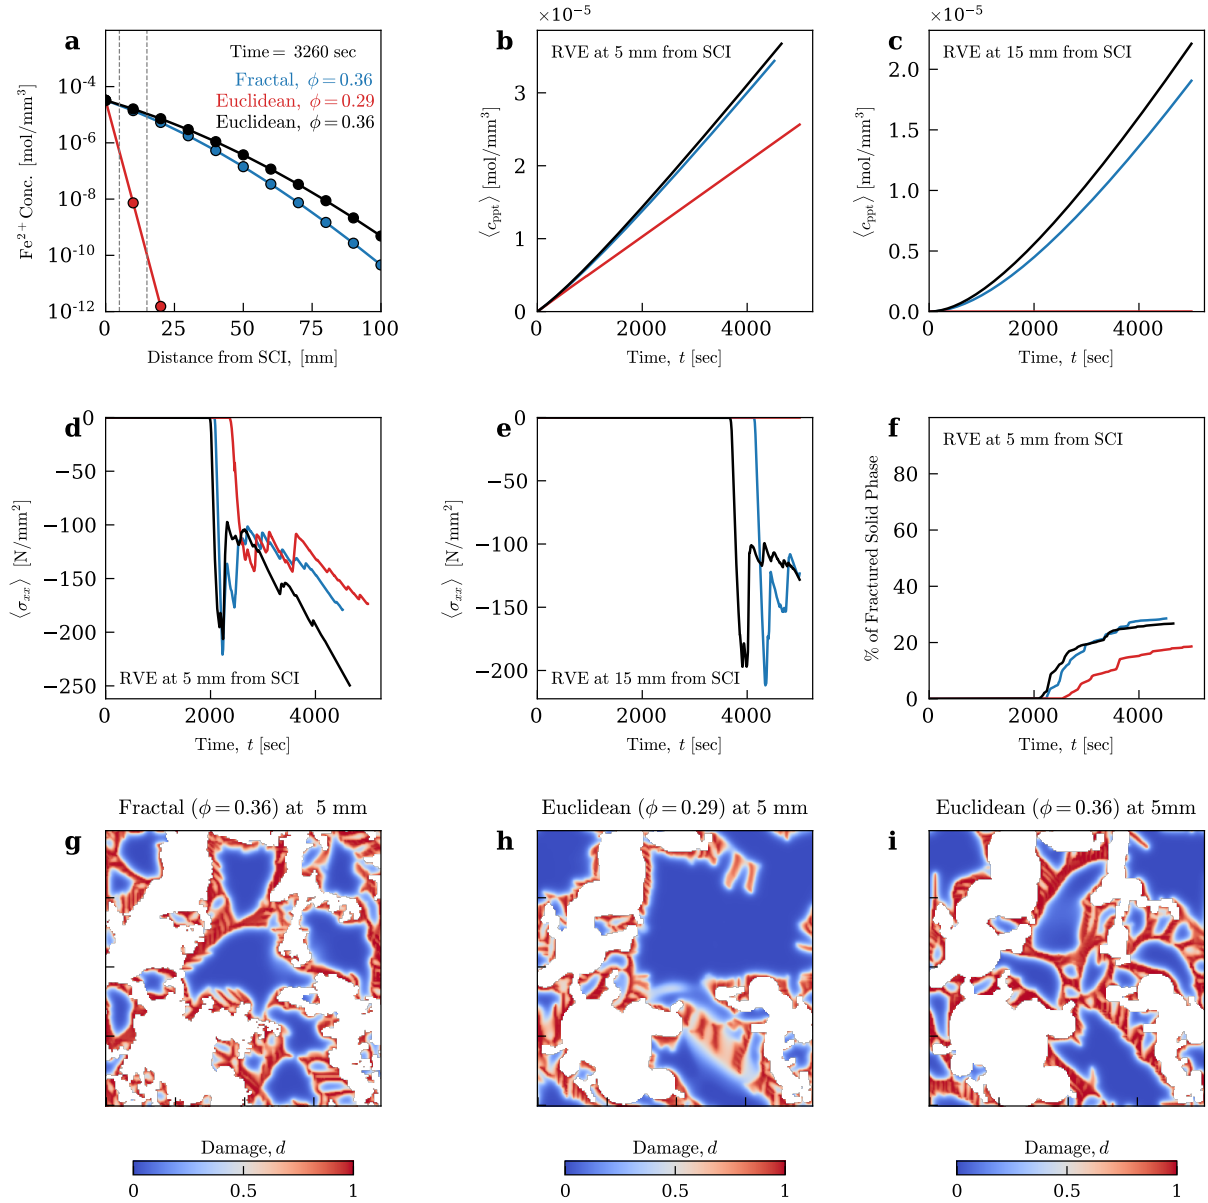 a
Time = 3260 sec
Fractal, ϕ = 0.36
Euclidean, ϕ = 0.29
Euclidean, ϕ = 0.36
Fe²⁺ Conc. [mol/mm³]
10⁻⁴
10⁻⁶
10⁻⁸
10⁻¹⁰
10⁻¹²
0 25 50 75 100
Distance from SCI, [mm]
b
×10⁻⁵
RVE at 5 mm from SCI
⟨c_ppt⟩ [mol/mm³]
3
2
1
0
0 2000 4000
Time, t [sec]
c
×10⁻⁵
RVE at 15 mm from SCI
⟨c_ppt⟩ [mol/mm³]
2.0
1.5
1.0
0.5
0.0
0 2000 4000
Time, t [sec]
d
⟨σ_xx⟩ [N/mm²]
0
−50
−100
−150
−200
−250
RVE at 5 mm from SCI
0 2000 4000
Time, t [sec]
e
⟨σ_xx⟩ [N/mm²]
0
−50
−100
−150
−200
RVE at 15 mm from SCI
0 2000 4000
Time, t [sec]
f
RVE at 5 mm from SCI
% of Fractured Solid Phase
80
60
40
20
0
0 2000 4000
Time, t [sec]
Fractal (ϕ = 0.36) at 5 mm
g
Damage, d
0 0.5 1
Euclidean (ϕ = 0.29) at 5 mm
h
Damage, d
0 0.5 1
Euclidean (ϕ = 0.36) at 5mm
i
Damage, d
0 0.5 1